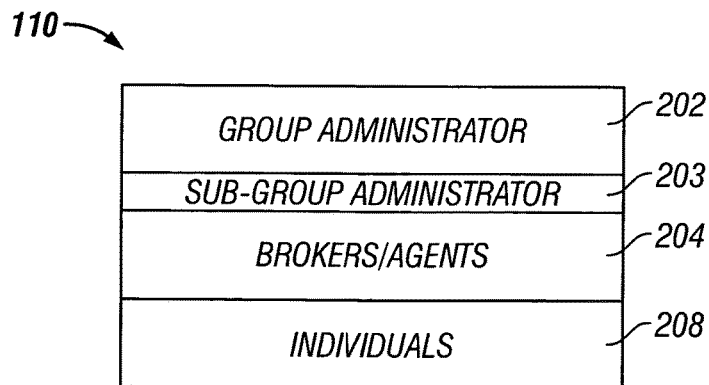 110
GROUP ADMINISTRATOR
202
SUB-GROUP ADMINISTRATOR
203
BROKERS/AGENTS
204
INDIVIDUALS
208